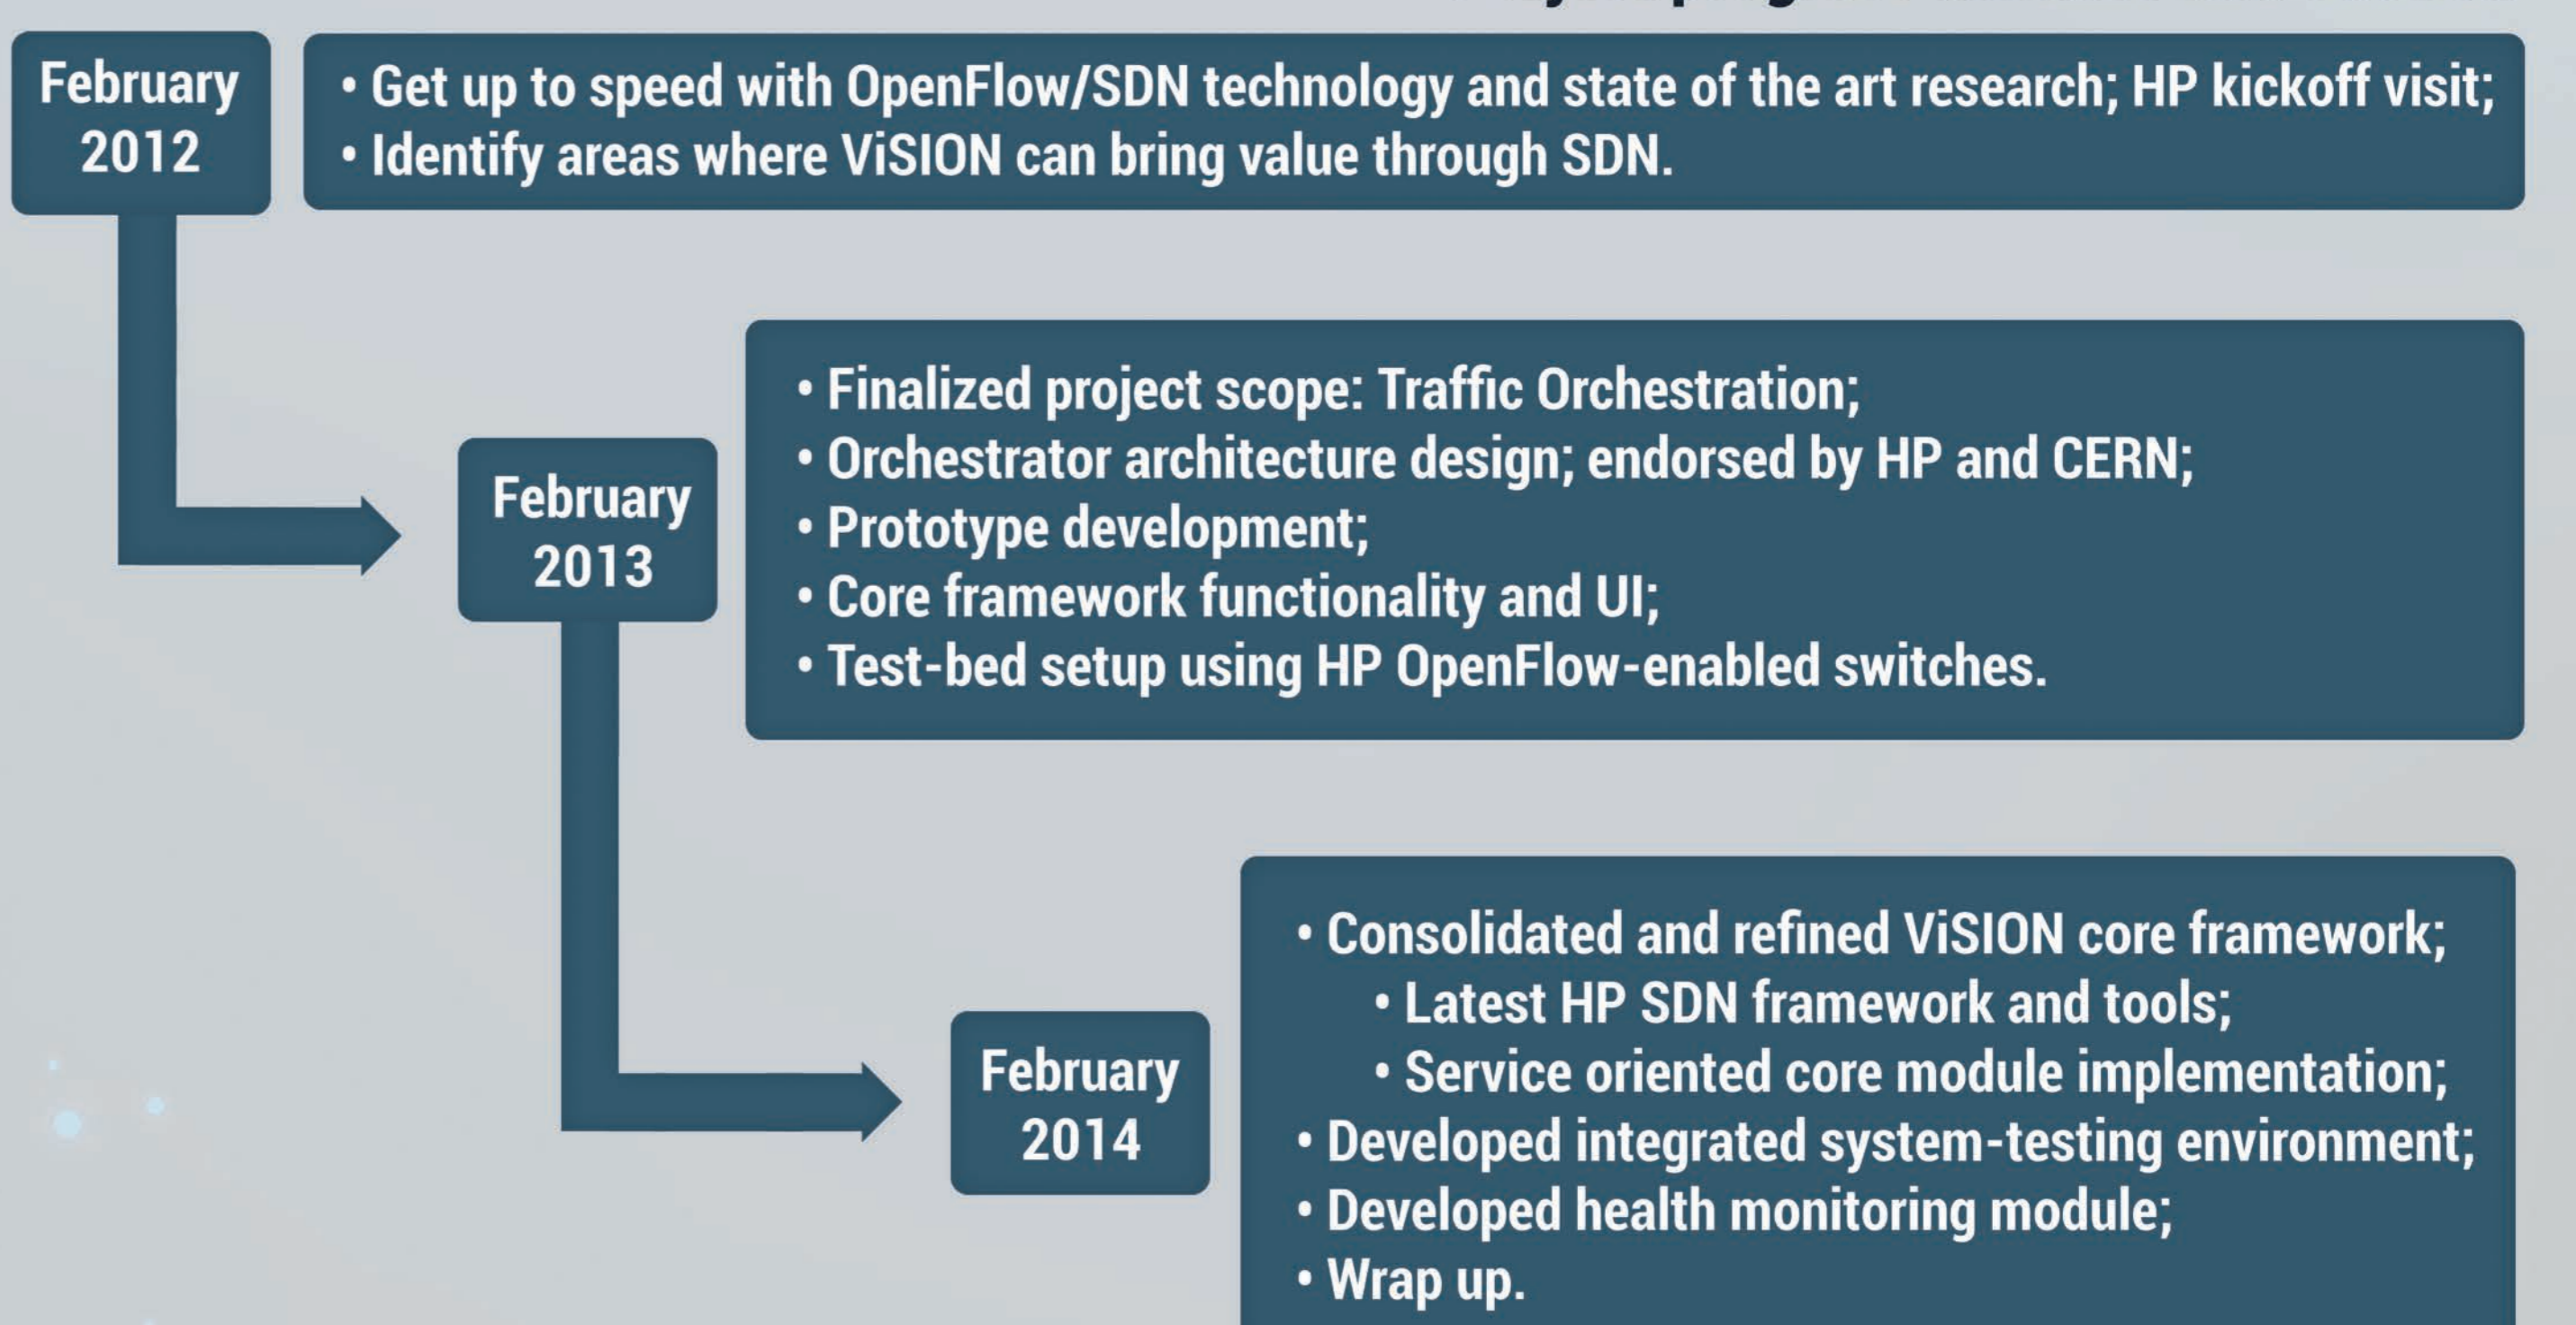 February
2012
• Get up to speed with OpenFlow/SDN technology and state of the art research; HP kickoff visit;
• Identify areas where ViSION can bring value through SDN.
February
2013
• Finalized project scope: Traffic Orchestration;
• Orchestrator architecture design; endorsed by HP and CERN;
• Prototype development;
• Core framework functionality and UI;
• Test-bed setup using HP OpenFlow-enabled switches.
February
2014
• Consolidated and refined ViSION core framework;
• Latest HP SDN framework and tools;
• Service oriented core module implementation;
• Developed integrated system-testing environment;
• Developed health monitoring module;
• Wrap up.